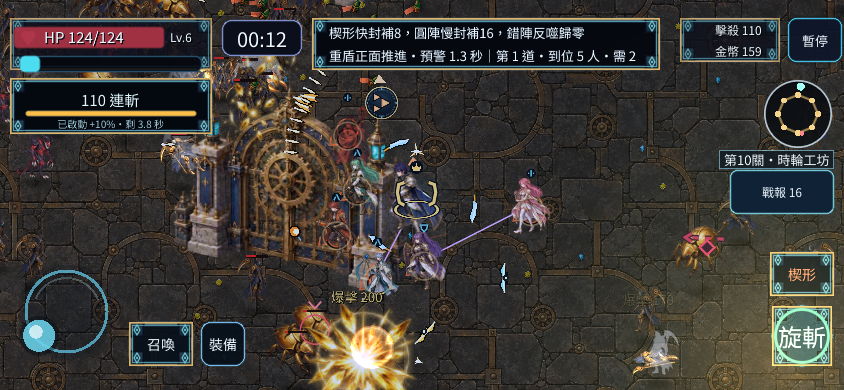 HP 124/124 Lv.6
00:12
楔形快封補8，圓陣慢封補16，錯陣反噬歸零
重盾正面推進・預警 1.3 秒｜第 1 道・到位 5 人・需 2
擊殺 110
金幣 159
暫停
110 連斬
已啟動 +10%・剩 3.8 秒
第10關・時輪工坊
戰報 16
爆擊 200
楔形
旋斬
召喚
裝備